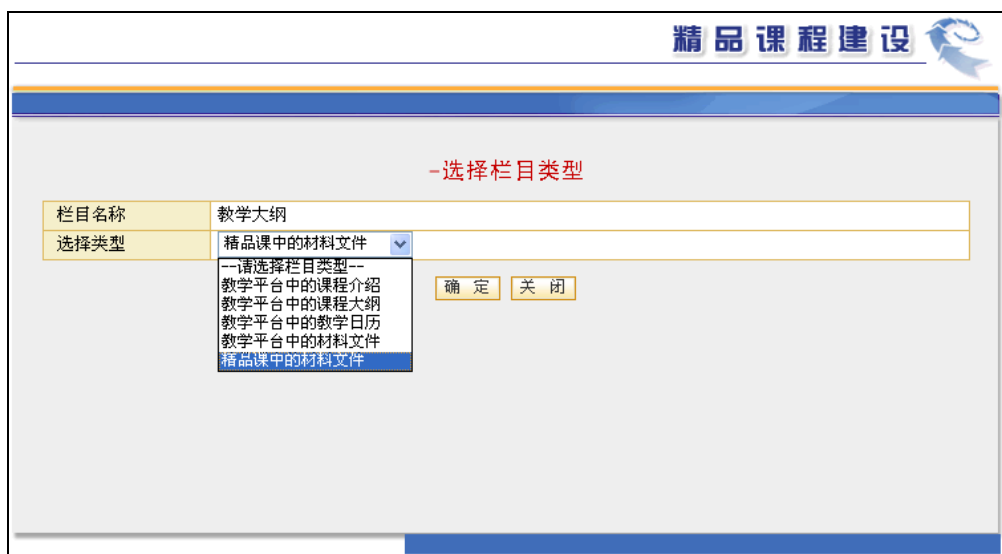 精品课程建设
-选择栏目类型
栏目名称 教学大纲
选择类型 精品课中的材料文件
--请选择栏目类型--
教学平台中的课程介绍
教学平台中的课程大纲
教学平台中的教学日历
教学平台中的材料文件
精品课中的材料文件
确 定 关 闭